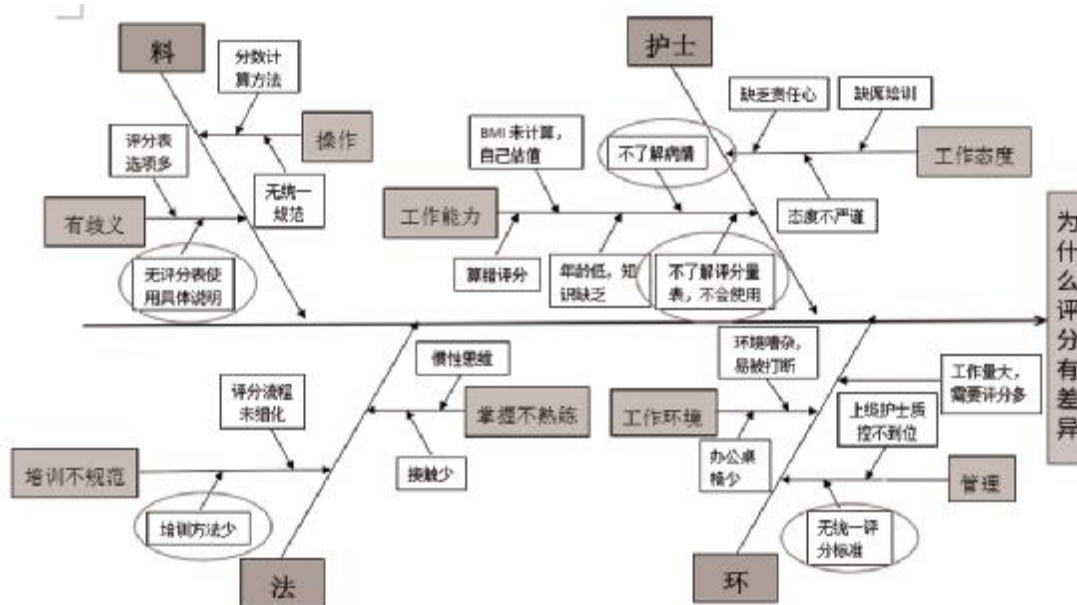 料
分数计
算方法
操作
评分表
选项多
无统一
规范
有歧义
无评分表使
用具体说明
护士
缺乏责任心
缺席培训
BMI 未计算，
自己估值
不了解病情
工作态度
态度不严谨
工作能力
算错评分
年龄低，知
识缺乏
不了解评分量
表，不会使用
为什么评分有差异
惯性思维
评分流程
未细化
掌握不熟练
接触少
培训不规范
培训方法少
法
环境嘈杂，
易被打断
工作量大，
需要评分多
工作环境
上级护士质
控不到位
办公桌
椅少
管理
无统一评
分标准
环